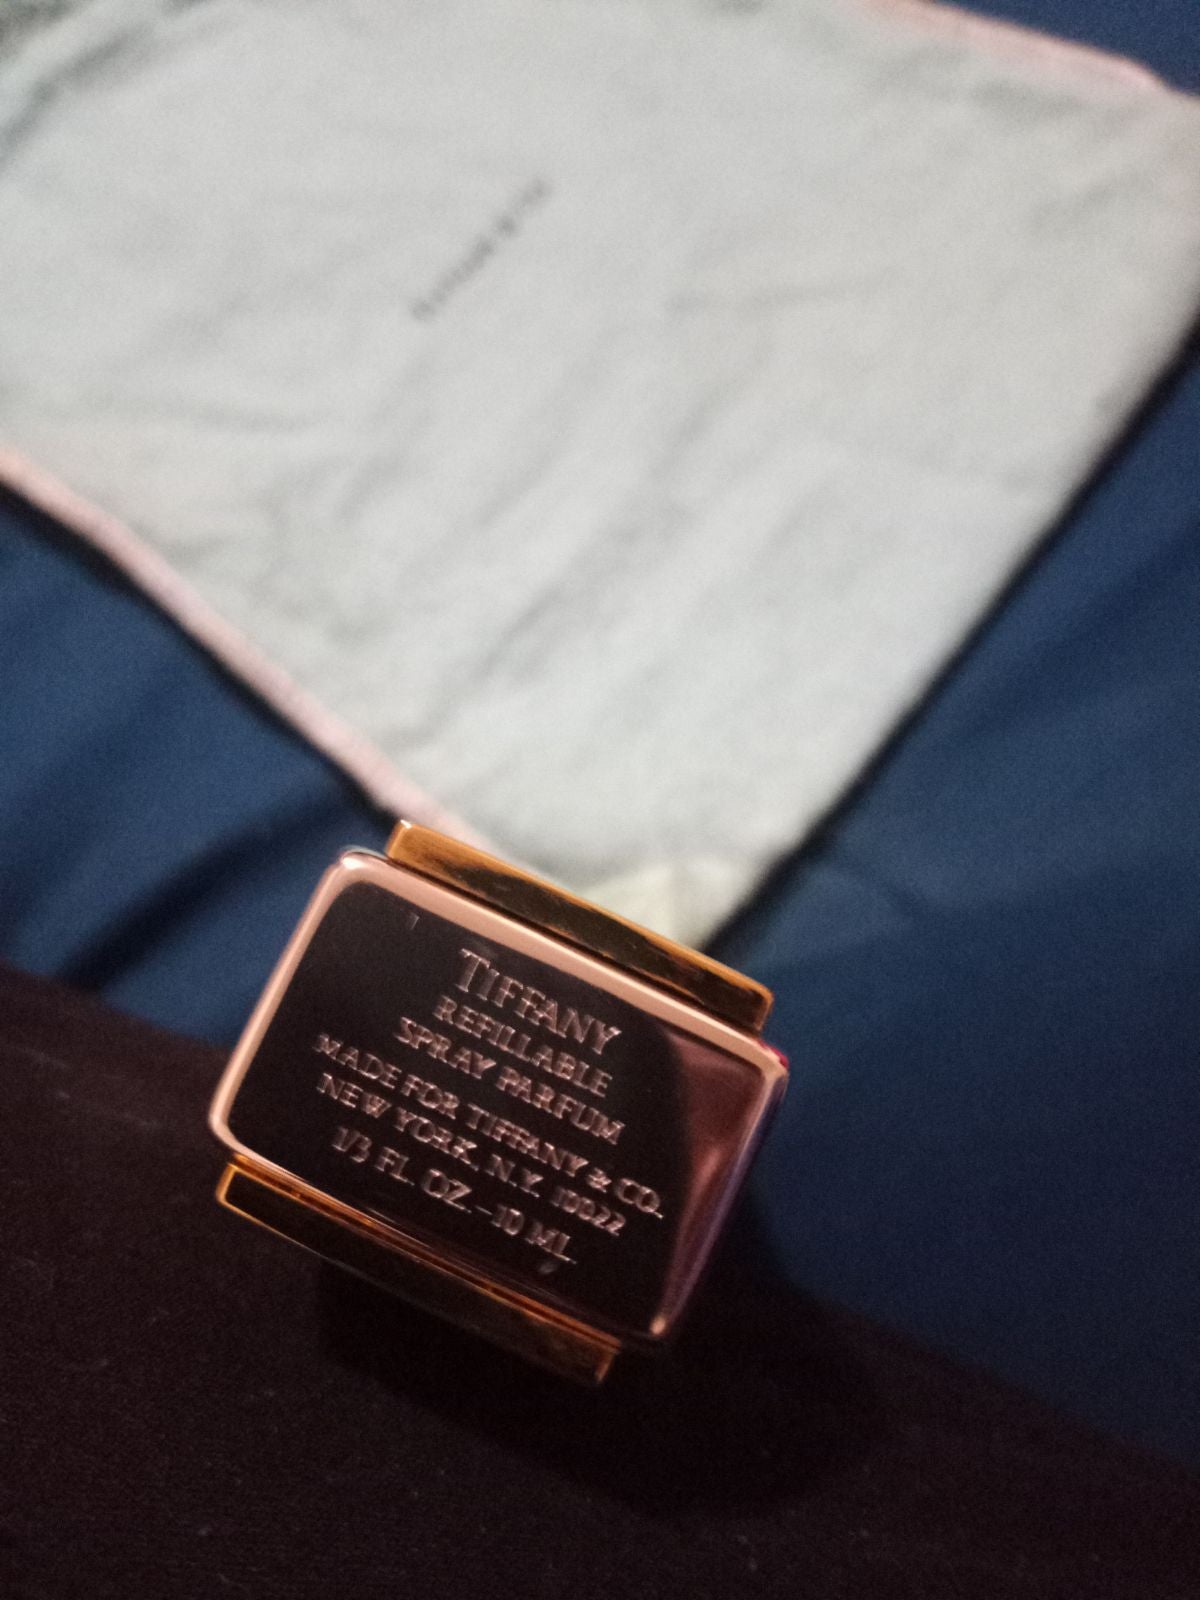 TIFFANY
REFILLABLE
SPRAY PARFUM
MADE FOR TIFFANY & CO.
NEW YORK, N.Y. 10022
1/3 FL. OZ. - 10 ML